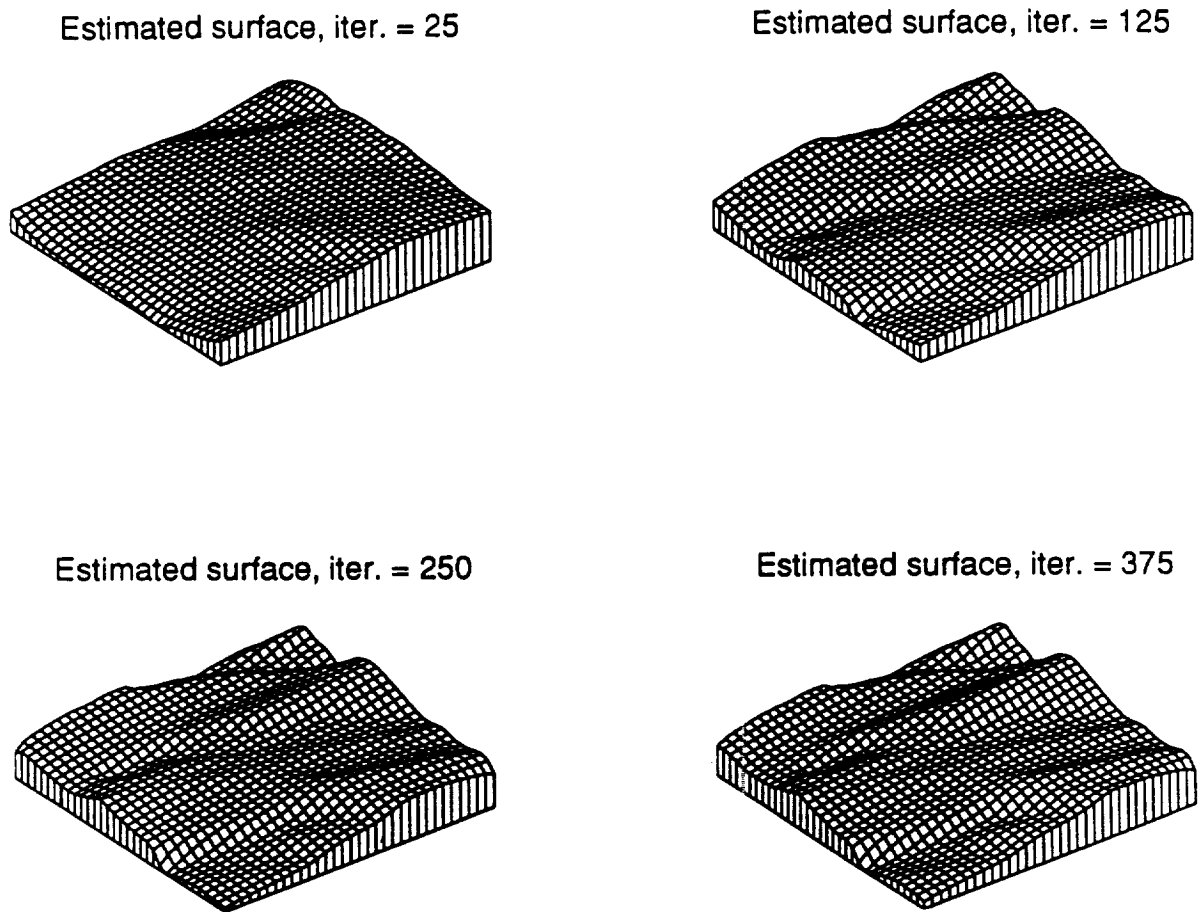 Estimated surface, iter. = 25
Estimated surface, iter. = 125
Estimated surface, iter. = 250
Estimated surface, iter. = 375